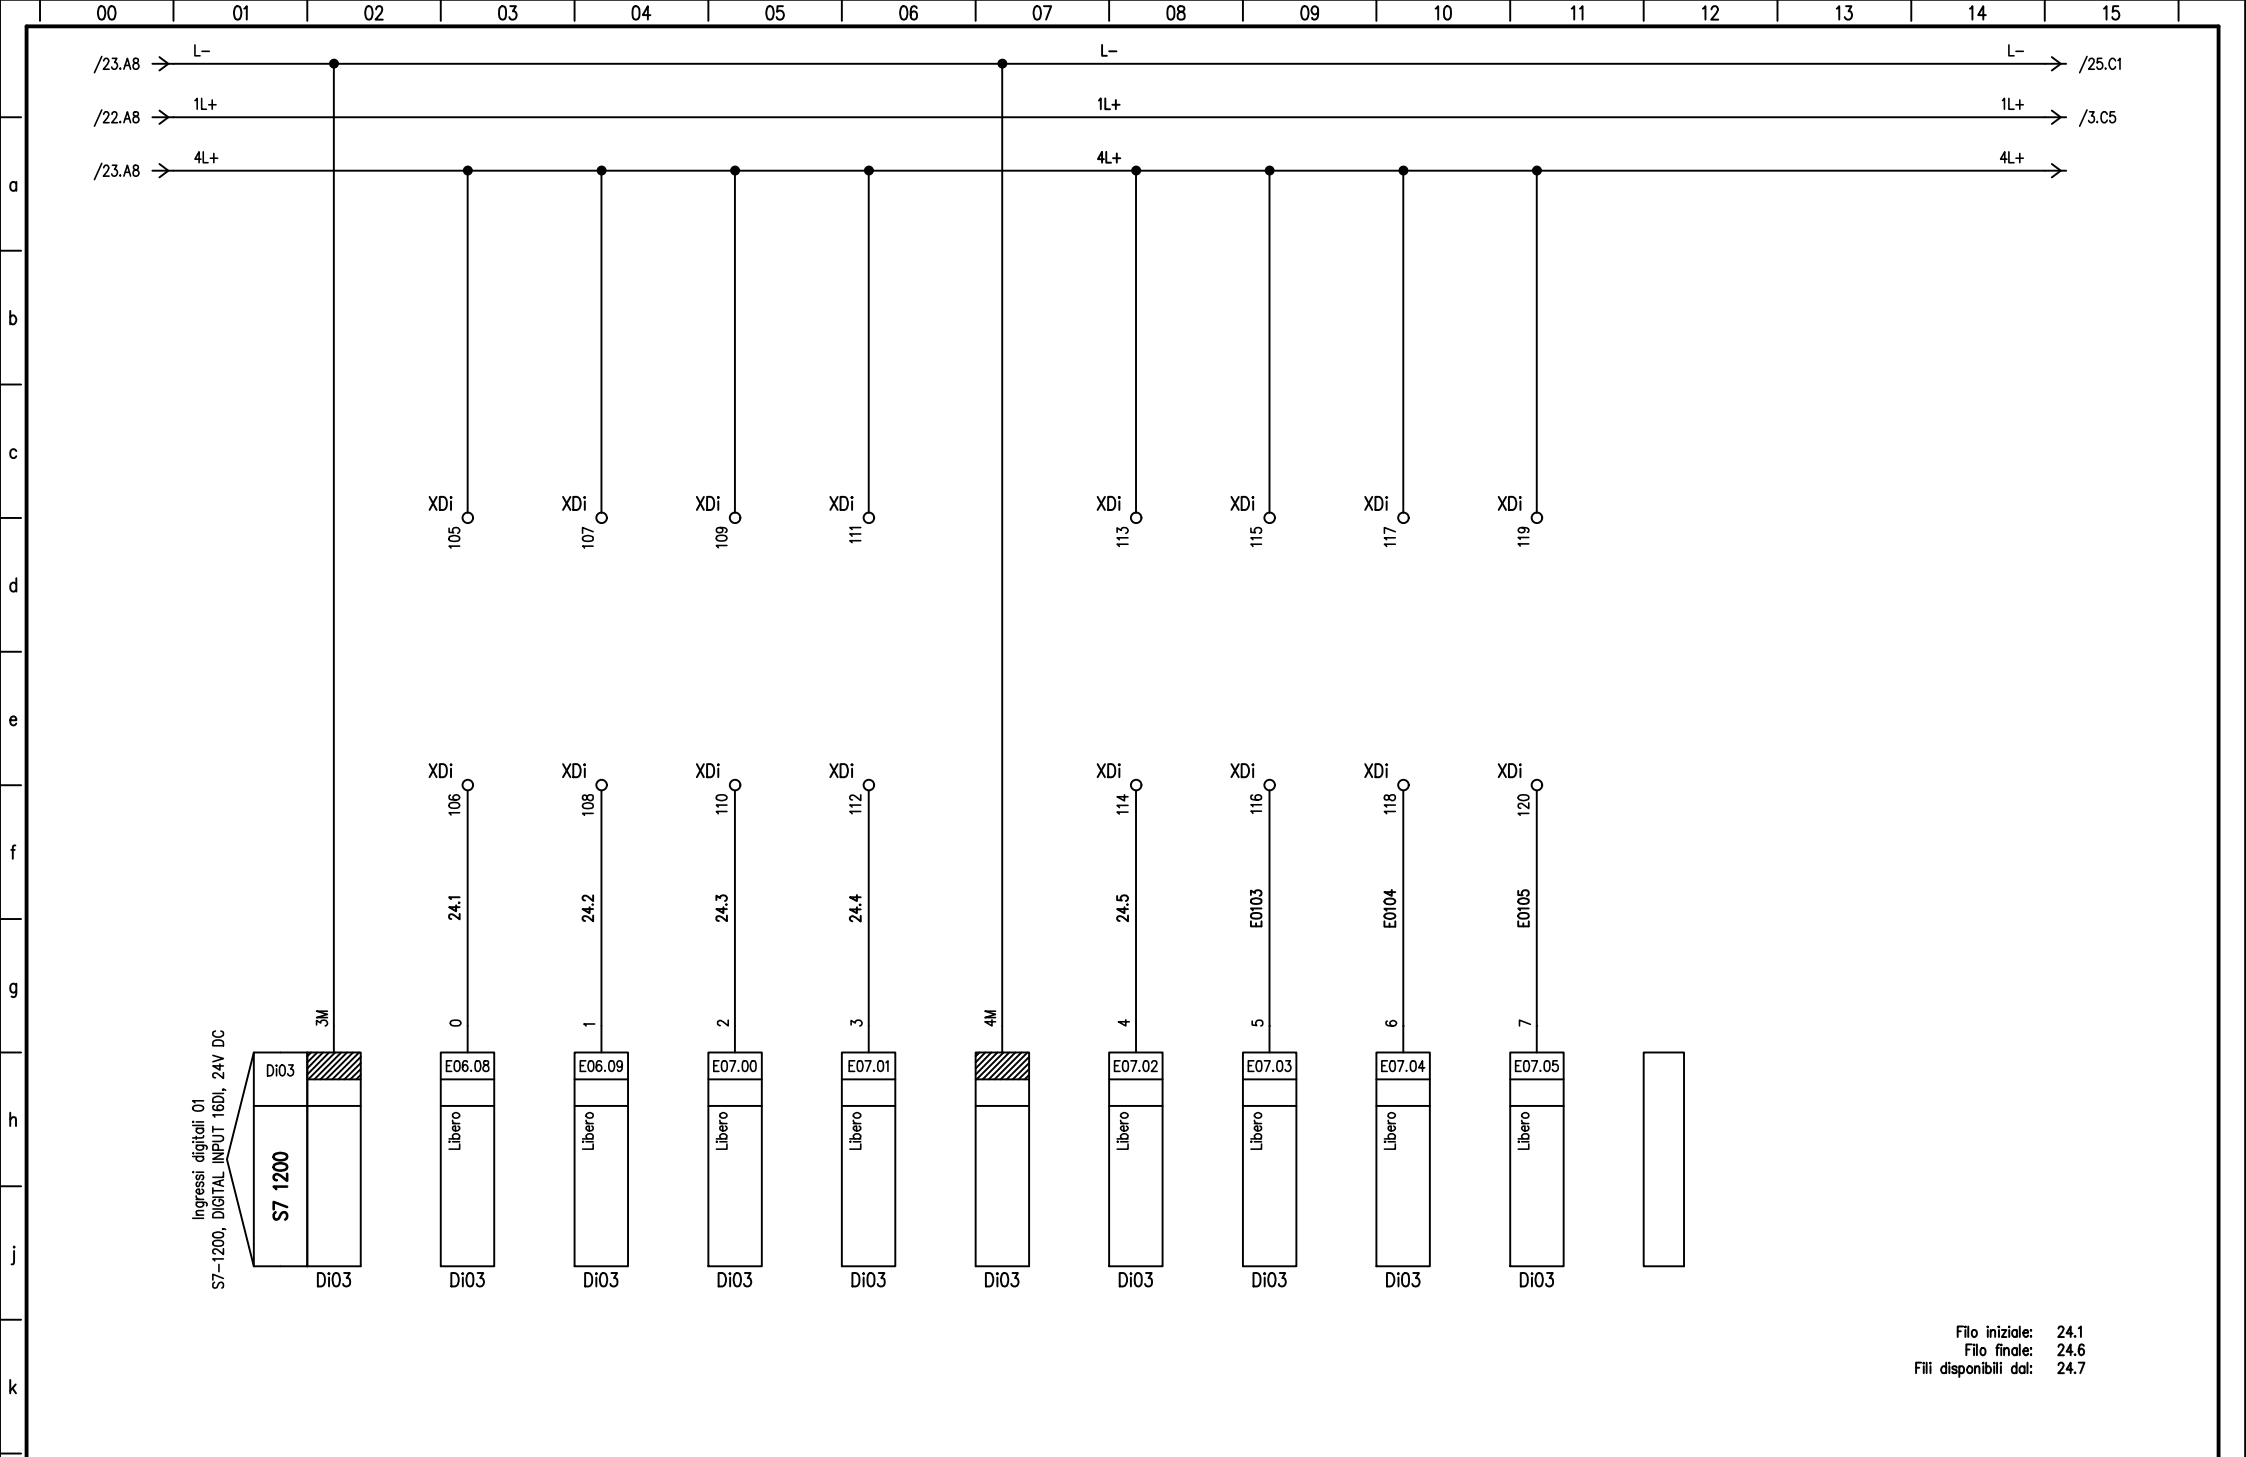 00 01 02 03 04 05 06 07 08 09 10 11 12 13 14 15
L- L- L-
/23.A8 /25.C1
1L+ 1L+ 1L+
/22.A8 /3.C5
4L+ 4L+ 4L+
/23.A8
a
b
c
XDi XDi XDi XDi XDi XDi XDi XDi
105 107 109 111 113 115 117 119
d
e
XDi XDi XDi XDi XDi XDi XDi XDi
106 108 110 112 114 116 118 120
f
24.1 24.2 24.3 24.4 24.5 E0103 E0104 E0105
g
3M 0 1 2 3 4M 4 5 6 7
Ingressi digitali 01
S7-1200, DIGITAL INPUT 16DI, 24V DC
Di03 E06.08 E06.09 E07.00 E07.01 E07.02 E07.03 E07.04 E07.05
h
S7 1200 Libero Libero Libero Libero Libero Libero Libero Libero
j
Di03 Di03 Di03 Di03 Di03 Di03 Di03 Di03 Di03 Di03
Filo iniziale: 24.1
Filo finale: 24.6
Fili disponibili dal: 24.7
k